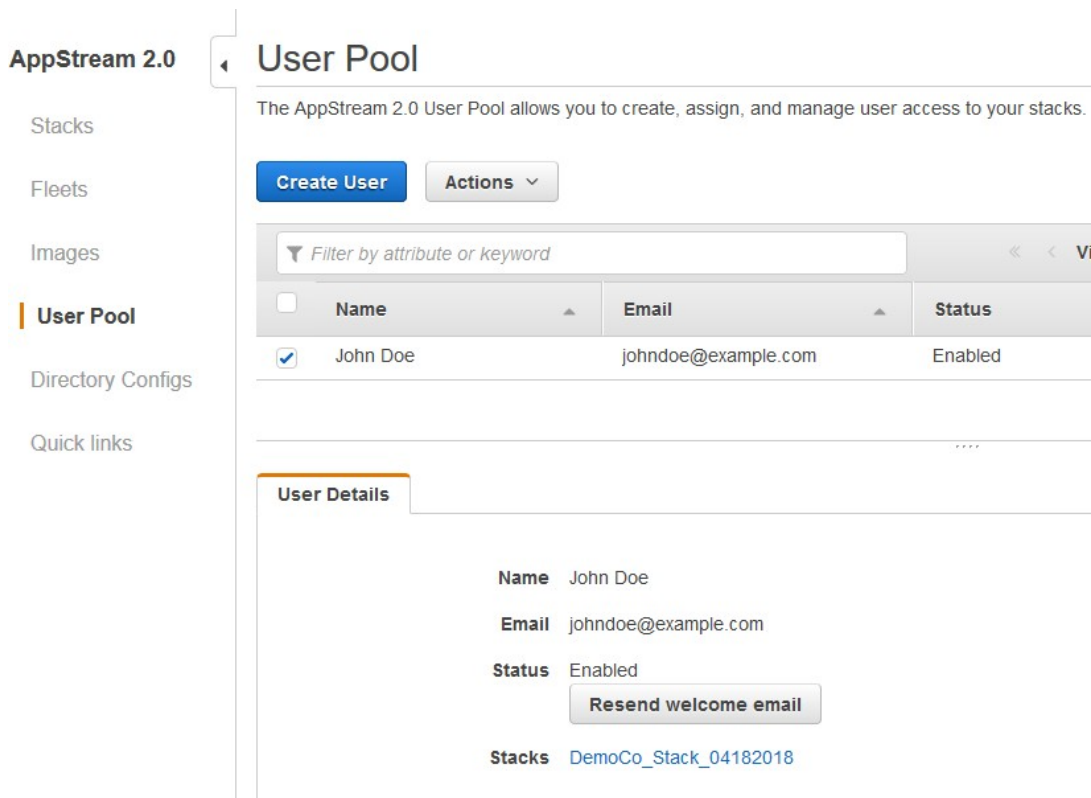 AppStream 2.0
Stacks
Fleets
Images
User Pool
Directory Configs
Quick links
User Pool
The AppStream 2.0 User Pool allows you to create, assign, and manage user access to your stacks.
Create User
Actions
Filter by attribute or keyword
Name Email Status
John Doe johndoe@example.com Enabled
User Details
Name John Doe
Email johndoe@example.com
Status Enabled
Resend welcome email
Stacks DemoCo_Stack_04182018